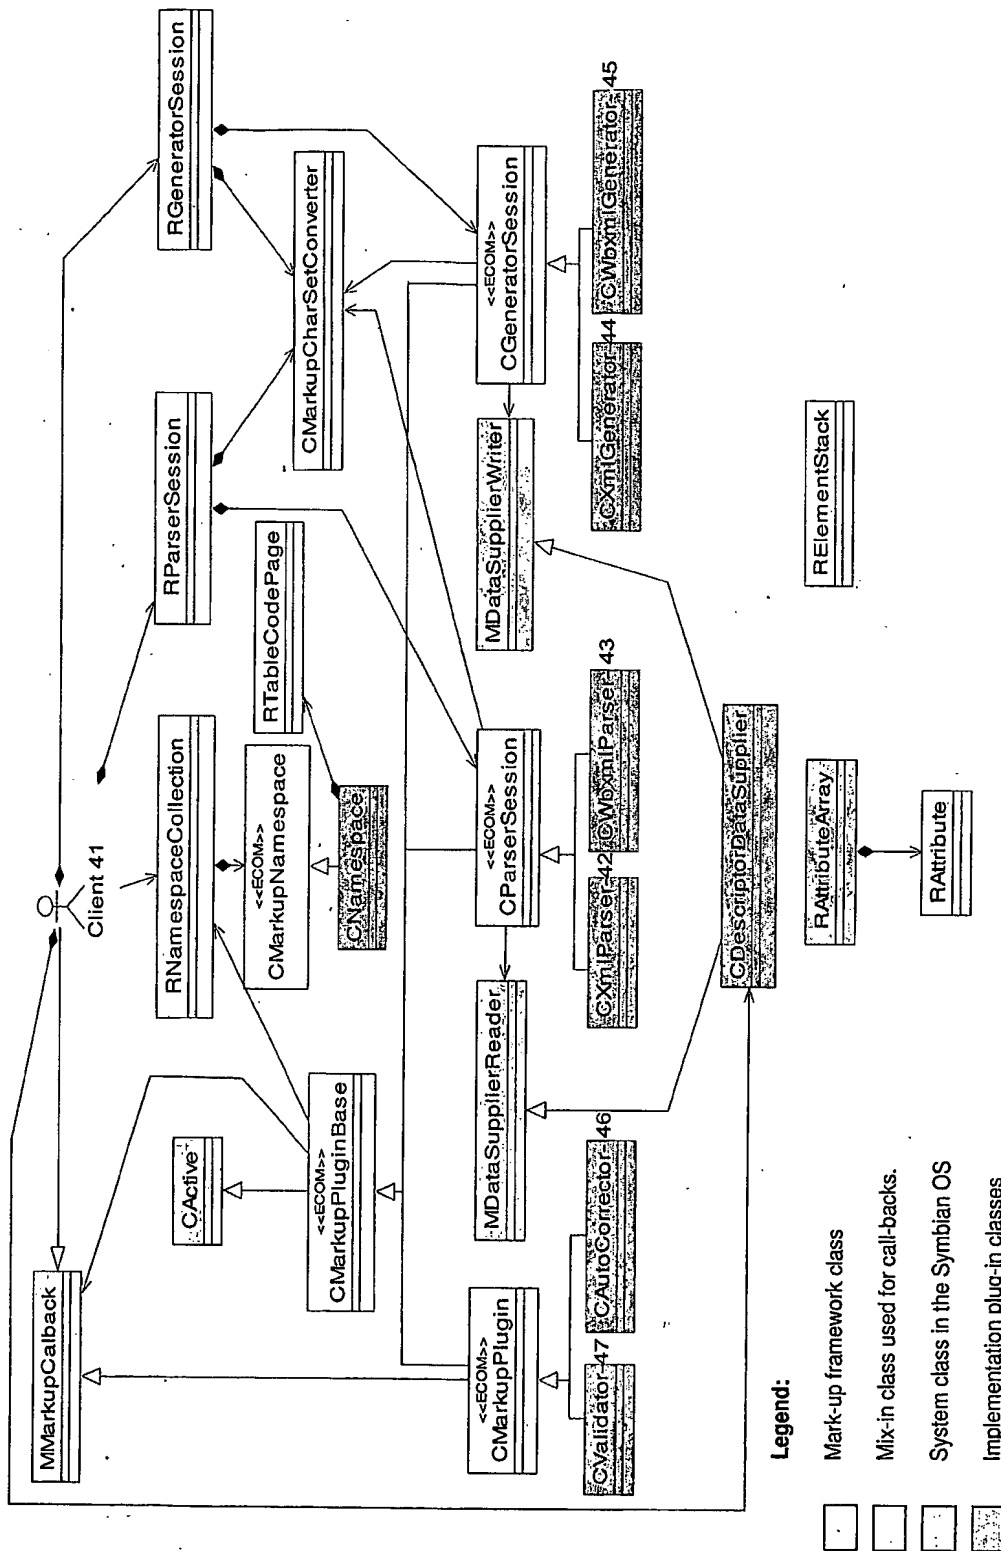 MMarkupCalback
Client 41
RGeneratorSession
RParserSession
RNamespaceCollection
CActive
<<ECOM>>
CMarkupPluginBase
<<ECOM>>
CMarkupNamespace
CNamespace
RTableCodePage
CMarkupCharSetConverter
<<ECOM>>
CMarkupPlugin
MDataSupplierReader
<<ECOM>>
CParserSession
MDataSupplierWriter
<<ECOM>>
CGeneratorSession
CValidator 47
CAutoCorrector 46
CXmlParser 42
CWbxmlParser 43
CXmlGenerator 44
CWbxmlGenerator 45
CDescriptorDataSupplier
RAttributeArray
RElementStack
RAttribute
Legend:
Mark-up framework class
Mix-in class used for call-backs.
System class in the Symbian OS
Implementation plug-in classes